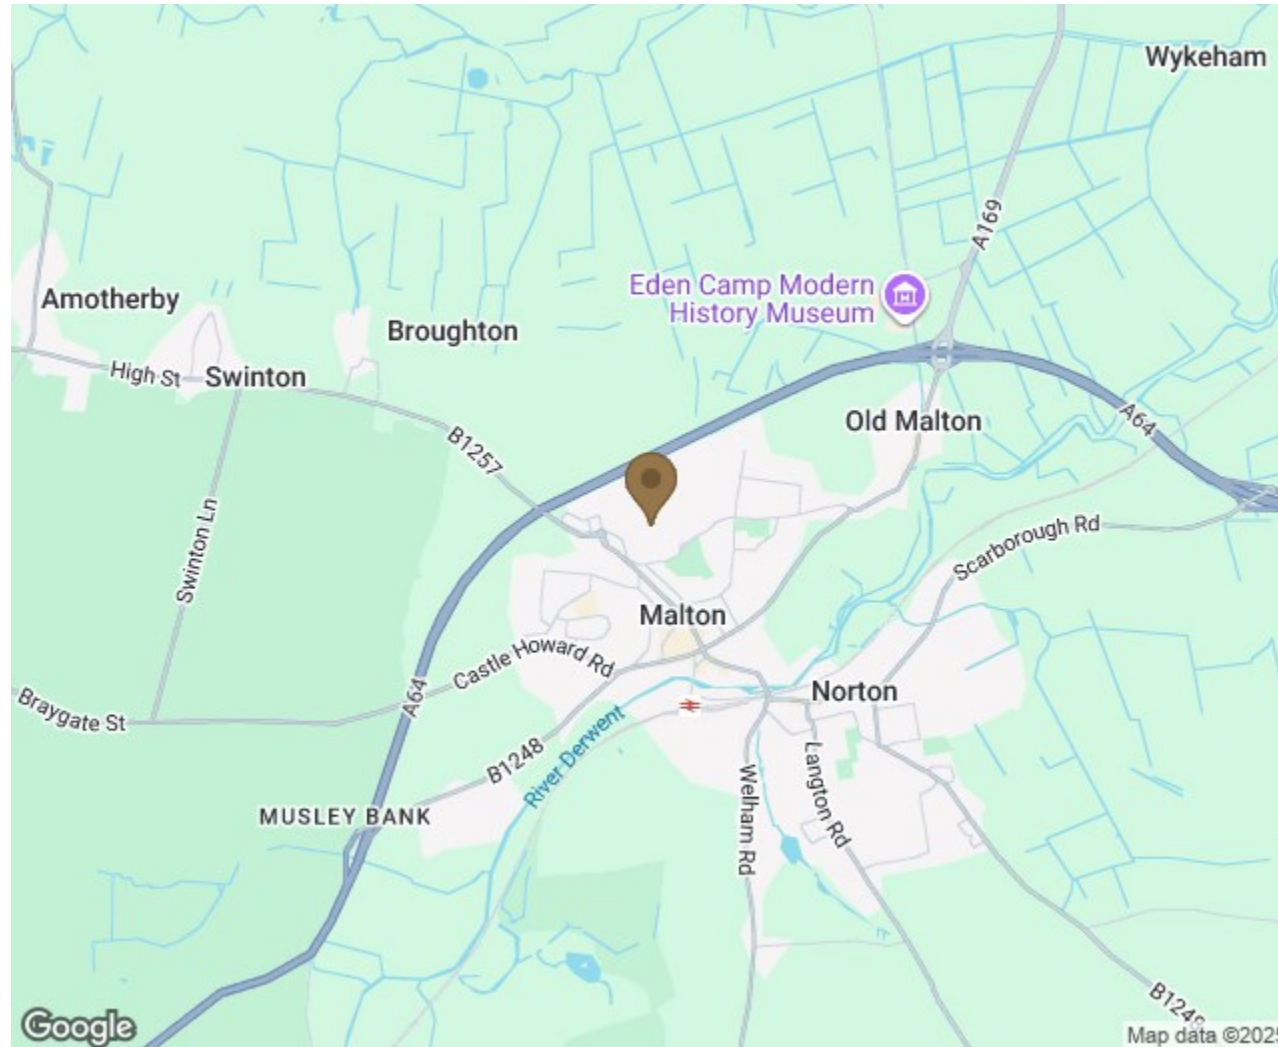 Wykeham
A169
Eden Camp Modern
History Museum
Amotherby
Broughton
High St
Swinton
B1257
Old Malton
A64
Swinton Ln
Scarborough Rd
Malton
Castle Howard Rd
Norton
Braygate St
A64
River Derwent
B1248
Langton Rd
Welham Rd
MUSLEY BANK
B1248
Google
Map data ©2025